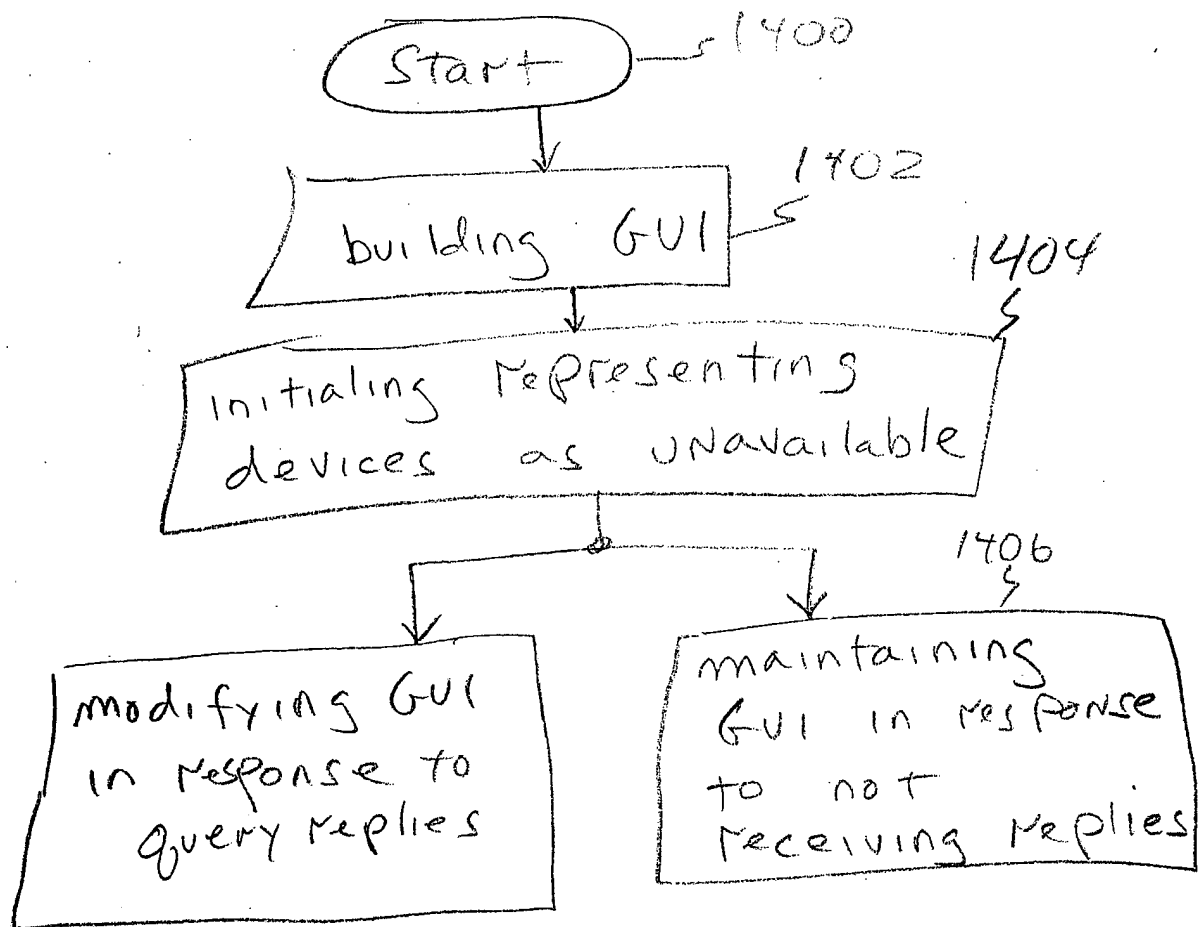 Start
1400
1402
building GUI
1404
initialing representing
devices as unavailable
1406
modifying GUI
in response to
query replies
maintaining
GUI in response
to not
receiving replies